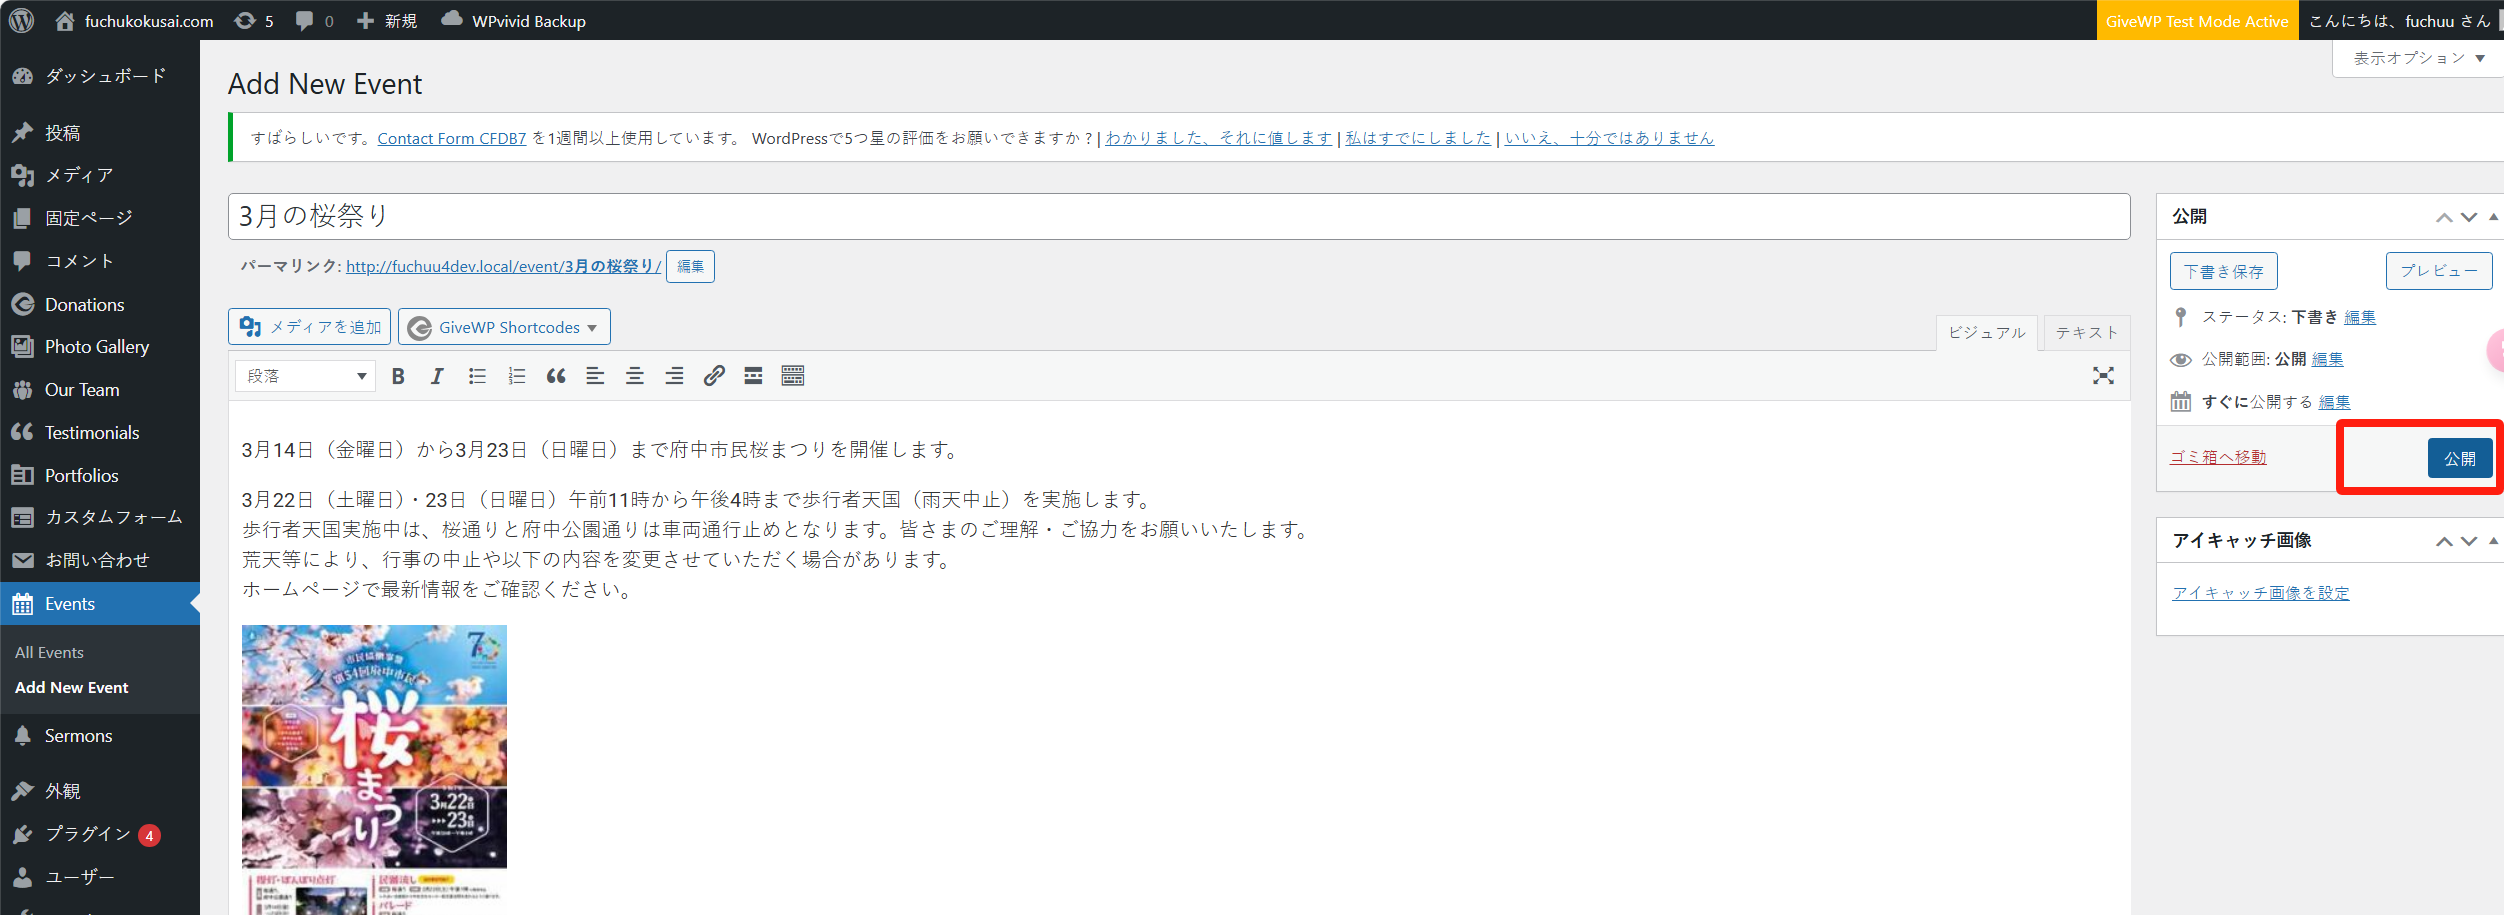 fuchukokusai.com
5
0
新規
WPvivid Backup
GiveWP Test Mode Active
こんにちは、fuchuu さん
ダッシュボード
投稿
メディア
固定ページ
コメント
Donations
Photo Gallery
Our Team
Testimonials
Portfolios
カスタムフォーム
お問い合わせ
Events
All Events
Add New Event
Sermons
外観
プラグイン 4
ユーザー
表示オプション
Add New Event
すばらしいです。Contact Form CFDB7 を1週間以上使用しています。 WordPressで5つ星の評価をお願いできますか ? | わかりました、それに値します | 私はすでにしました | いいえ、十分ではありません
3月の桜祭り
パーマリンク: http://fuchuu4dev.local/event/3月の桜祭り/ 編集
メディアを追加
GiveWP Shortcodes
ビジュアル
テキスト
段落
3月14日（金曜日）から3月23日（日曜日）まで府中市民桜まつりを開催します。
3月22日（土曜日）・23日（日曜日）午前11時から午後4時まで歩行者天国（雨天中止）を実施します。
歩行者天国実施中は、桜通りと府中公園通りは車両通行止めとなります。皆さまのご理解・ご協力をお願いいたします。
荒天等により、行事の中止や以下の内容を変更させていただく場合があります。
ホームページで最新情報をご確認ください。
市民協働事業
第54回府中市民
桜まつり
3月22日
23日
民踊流し
パレード
公開
下書き保存
プレビュー
ステータス: 下書き 編集
公開範囲: 公開 編集
すぐに公開する 編集
ゴミ箱へ移動
公開
アイキャッチ画像
アイキャッチ画像を設定